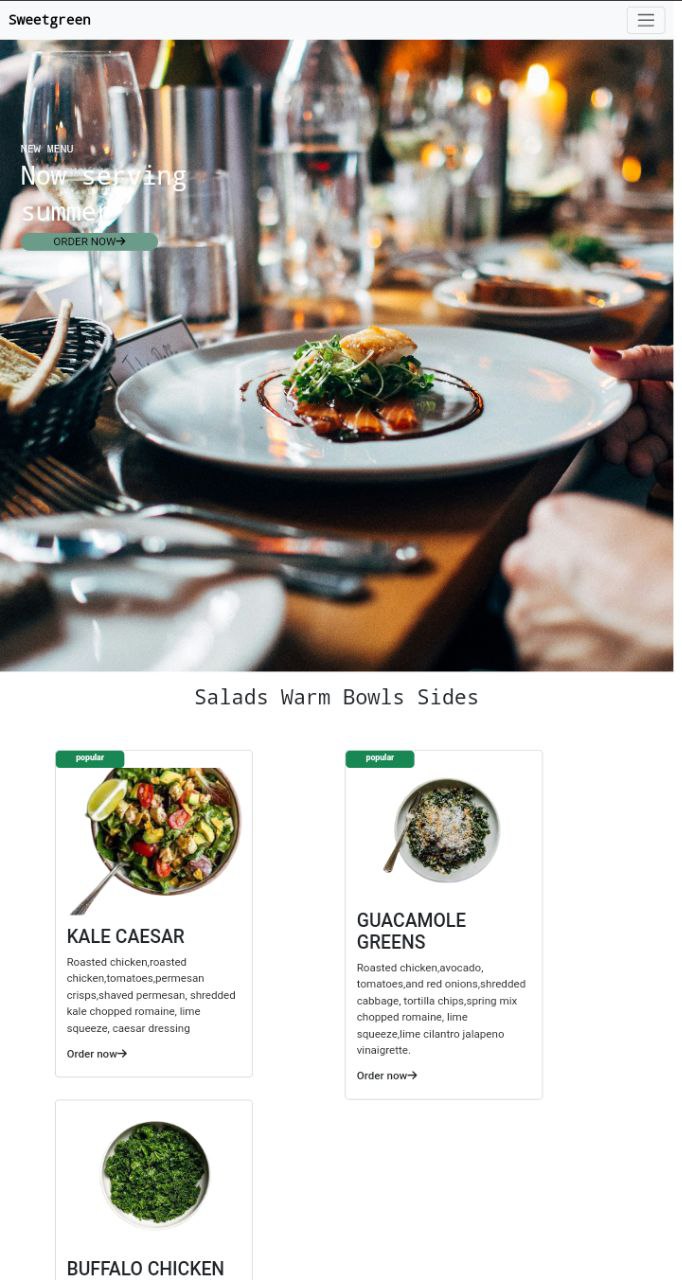 Sweetgreen
NEW MENU
Now serving
summer
ORDER NOW→
Salads Warm Bowls Sides
popular
KALE CAESAR
Roasted chicken,roasted
chicken,tomatoes,permesan
crisps,shaved permesan, shredded
kale chopped romaine, lime
squeeze, caesar dressing
Order now→
popular
GUACAMOLE
GREENS
Roasted chicken,avocado,
tomatoes,and red onions,shredded
cabbage, tortilla chips,spring mix
chopped romaine, lime
squeeze,lime cilantro jalapeno
vinaigrette.
Order now→
BUFFALO CHICKEN